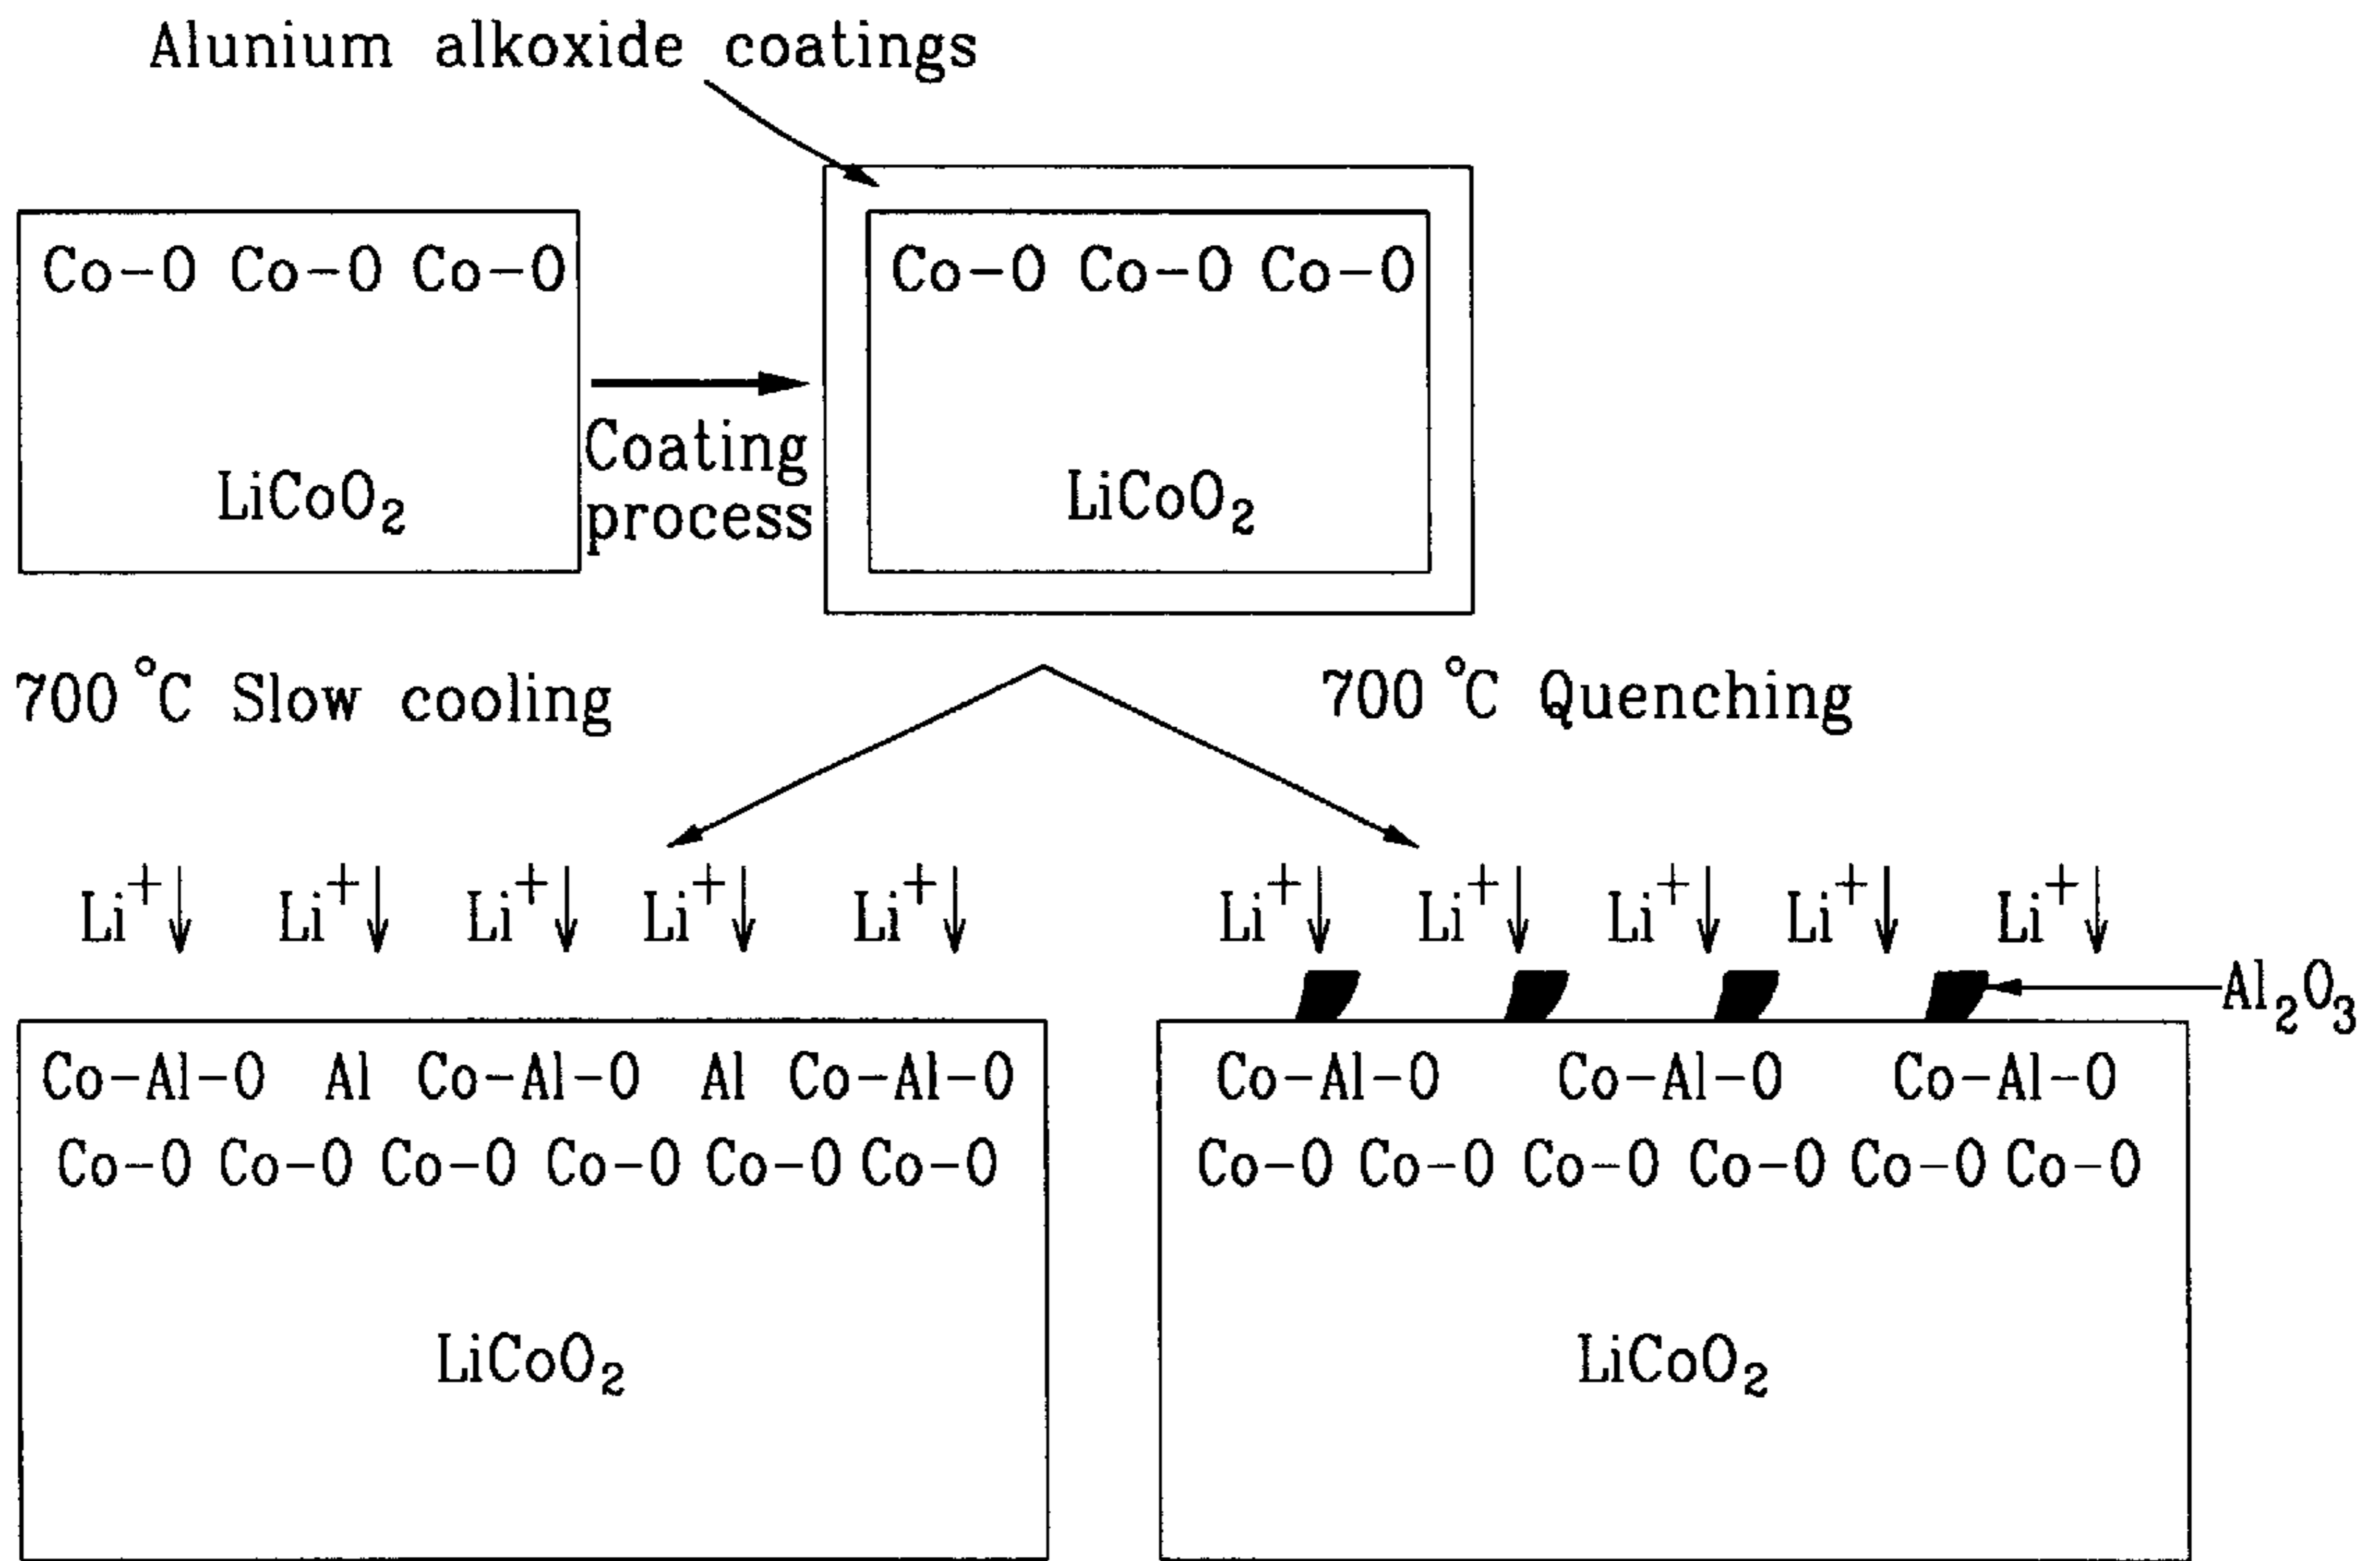 Alunium alkoxide coatings
Co-O Co-O Co-O
LiCoO₂
Coating
process
Co-O Co-O Co-O
LiCoO₂
700 °C Slow cooling
700 °C Quenching
Li⁺ Li⁺ Li⁺ Li⁺ Li⁺
Li⁺ Li⁺ Li⁺ Li⁺ Li⁺
Al₂O₃
Co-Al-O Al Co-Al-O Al Co-Al-O
Co-O Co-O Co-O Co-O Co-O Co-O
LiCoO₂
Co-Al-O Co-Al-O Co-Al-O
Co-O Co-O Co-O Co-O Co-O Co-O
LiCoO₂